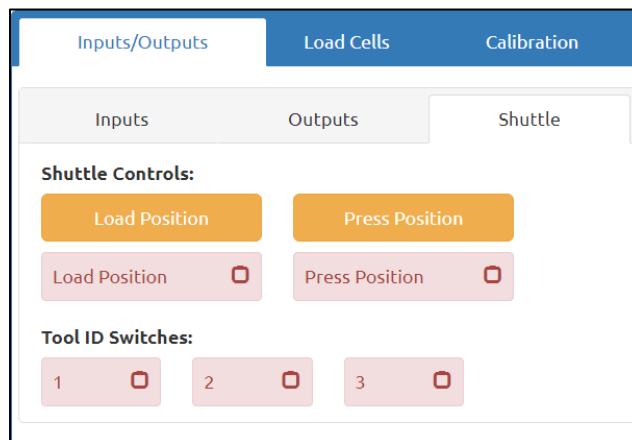 Inputs/Outputs Load Cells Calibration
Inputs Outputs Shuttle
Shuttle Controls:
Load Position Press Position
Load Position Press Position
Tool ID Switches:
1 2 3